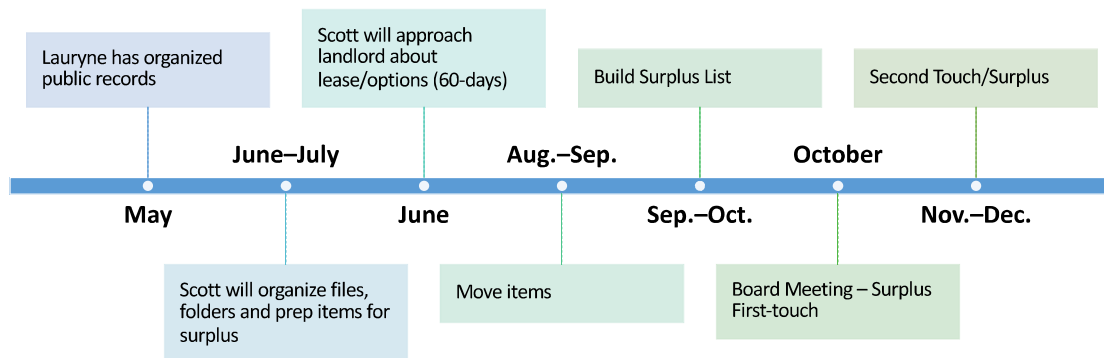 Lauryne has organized
public records
Scott will approach
landlord about
lease/options (60-days)
Build Surplus List
Second Touch/Surplus
June–July
Aug.–Sep.
October
May
June
Sep.–Oct.
Nov.–Dec.
Scott will organize files,
folders and prep items for
surplus
Move items
Board Meeting – Surplus
First-touch